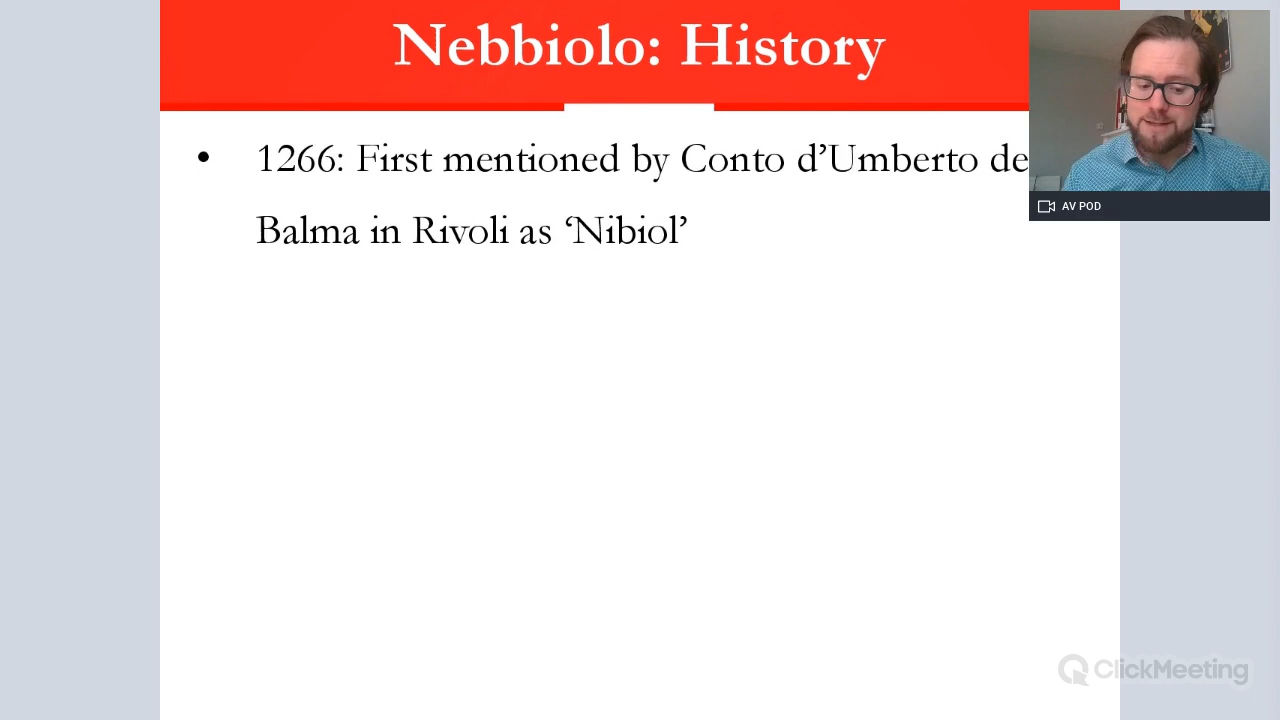 Nebbiolo: History
• 1266: First mentioned by Conto d’Umberto de
Balma in Rivoli as ‘Nibiol’
AV POD
ClickMeeting